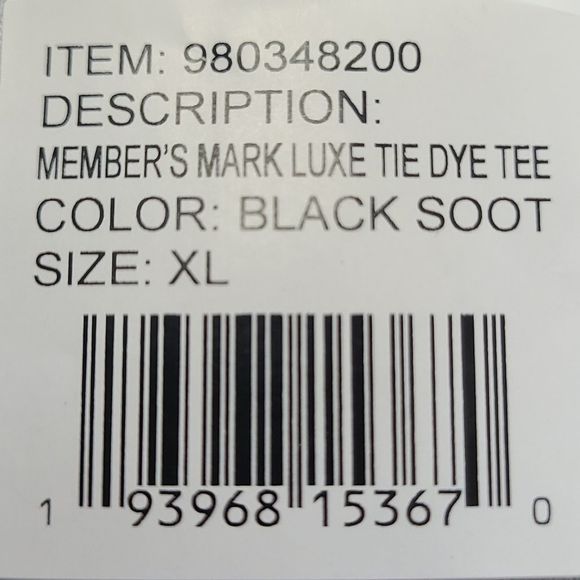 ITEM: 980348200
DESCRIPTION:
MEMBER'S MARK LUXE TIE DYE TEE
COLOR: BLACK SOOT
SIZE: XL
1 93968 15367 0